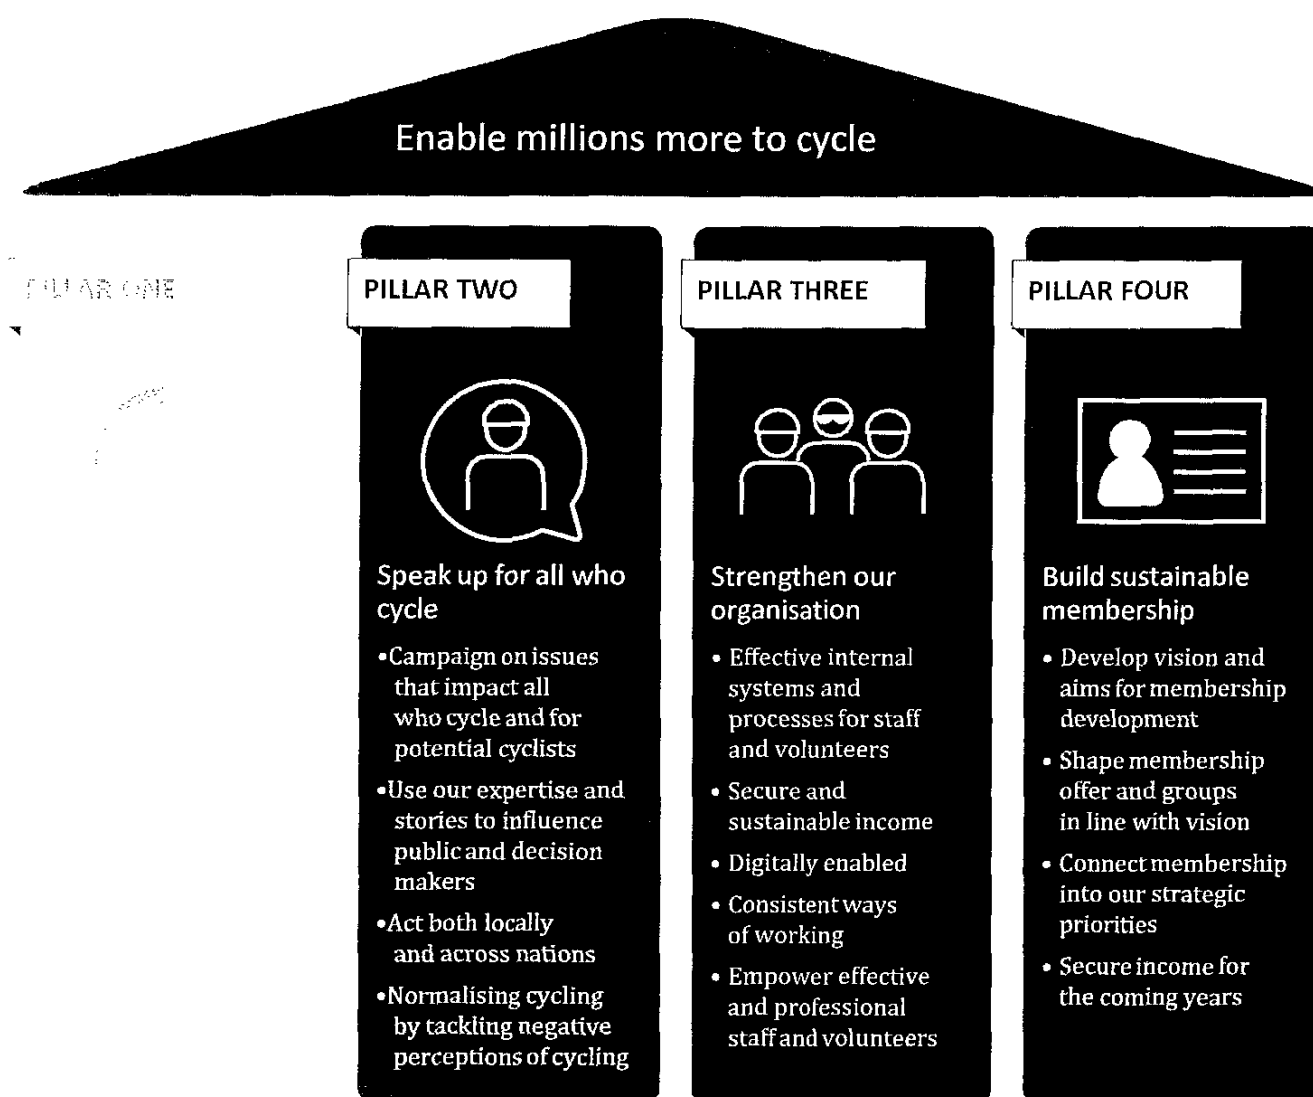 Enable millions more to cycle
PILLAR ONE
PILLAR TWO
Speak up for all who
cycle
•Campaign on issues
that impact all
who cycle and for
potential cyclists
•Use our expertise and
stories to influence
public and decision
makers
•Act both locally
and across nations
•Normalising cycling
by tackling negative
perceptions of cycling
PILLAR THREE
Strengthen our
organisation
• Effective internal
systems and
processes for staff
and volunteers
• Secure and
sustainable income
• Digitally enabled
• Consistent ways
of working
• Empower effective
and professional
staff and volunteers
PILLAR FOUR
Build sustainable
membership
• Develop vision and
aims for membership
development
• Shape membership
offer and groups
in line with vision
• Connect membership
into our strategic
priorities
• Secure income for
the coming years